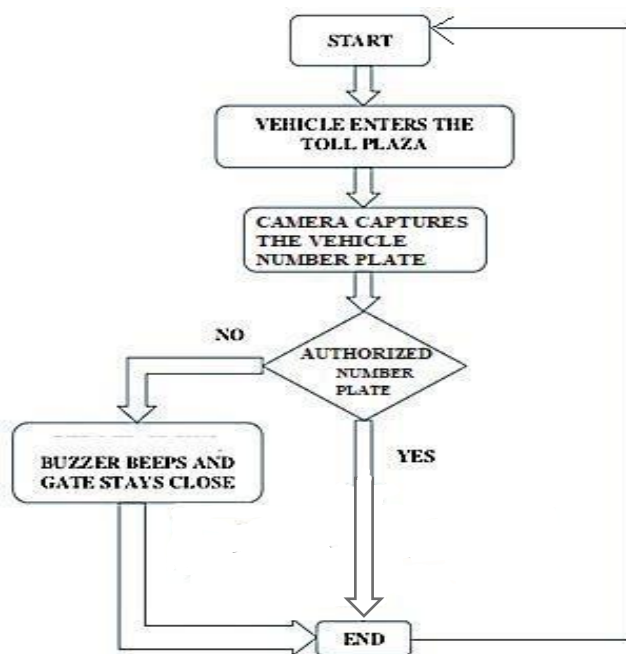 START
VEHICLE ENTERS THE
TOLL PLAZA
CAMERA CAPTURES
THE VEHICLE
NUMBER PLATE
NO
AUTHORIZED
NUMBER
PLATE
YES
BUZZER BEEPS AND
GATE STAYS CLOSE
END